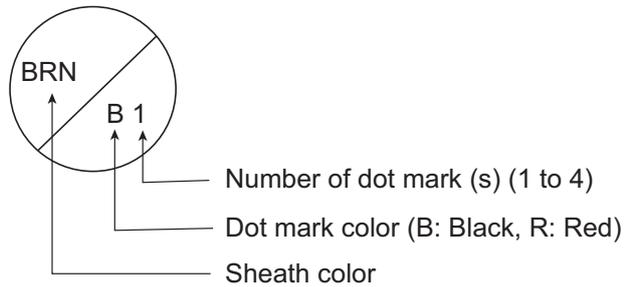 BRN
B 1
Number of dot mark (s) (1 to 4)
Dot mark color (B: Black, R: Red)
Sheath color